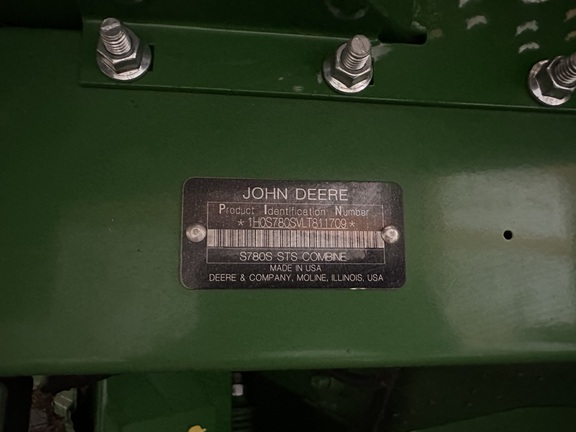 JOHN DEERE
Product Identification Number
*1H0S780SVLT811709*
S780S STS COMBINE
MADE IN USA
DEERE & COMPANY, MOLINE, ILLINOIS, USA